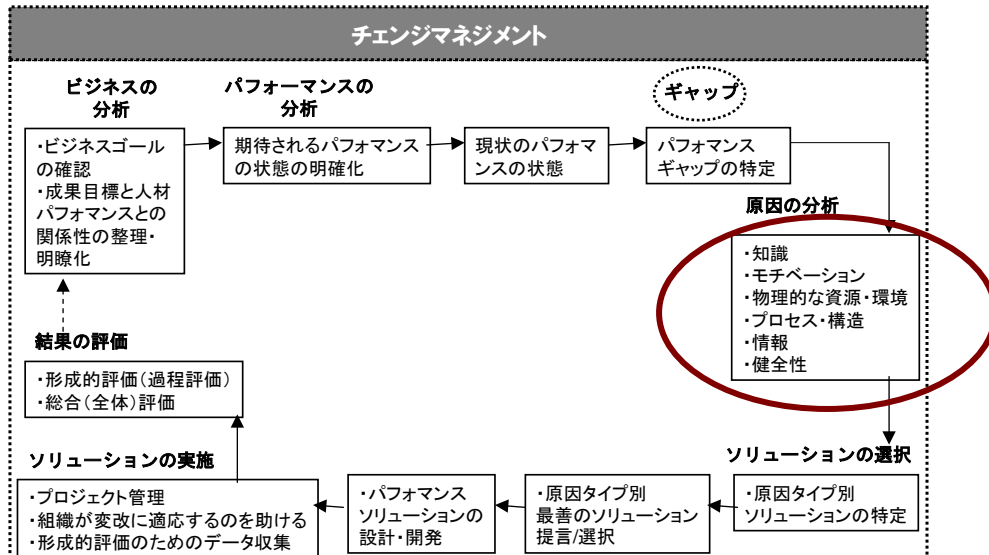 チェンジマネジメント
ビジネスの
分析
パフォーマンスの
分析
ギャップ
・ビジネスゴール
の確認
・成果目標と人材
パフォーマンスとの
関係性の整理・
明瞭化
期待されるパフォーマンス
の状態の明確化
現状のパフォーマ
ンスの状態
パフォーマンス
ギャップの特定
原因の分析
・知識
・モチベーション
・物理的な資源・環境
・プロセス・構造
・情報
・健全性
結果の評価
・形成的評価（過程評価）
・総合（全体）評価
ソリューションの選択
・原因タイプ別
ソリューションの特定
・原因タイプ別
最善のソリューション
提言/選択
・パフォーマンス
ソリューションの
設計・開発
ソリューションの実施
・プロジェクト管理
・組織が変改に適応するのを助ける
・形成的評価のためのデータ収集